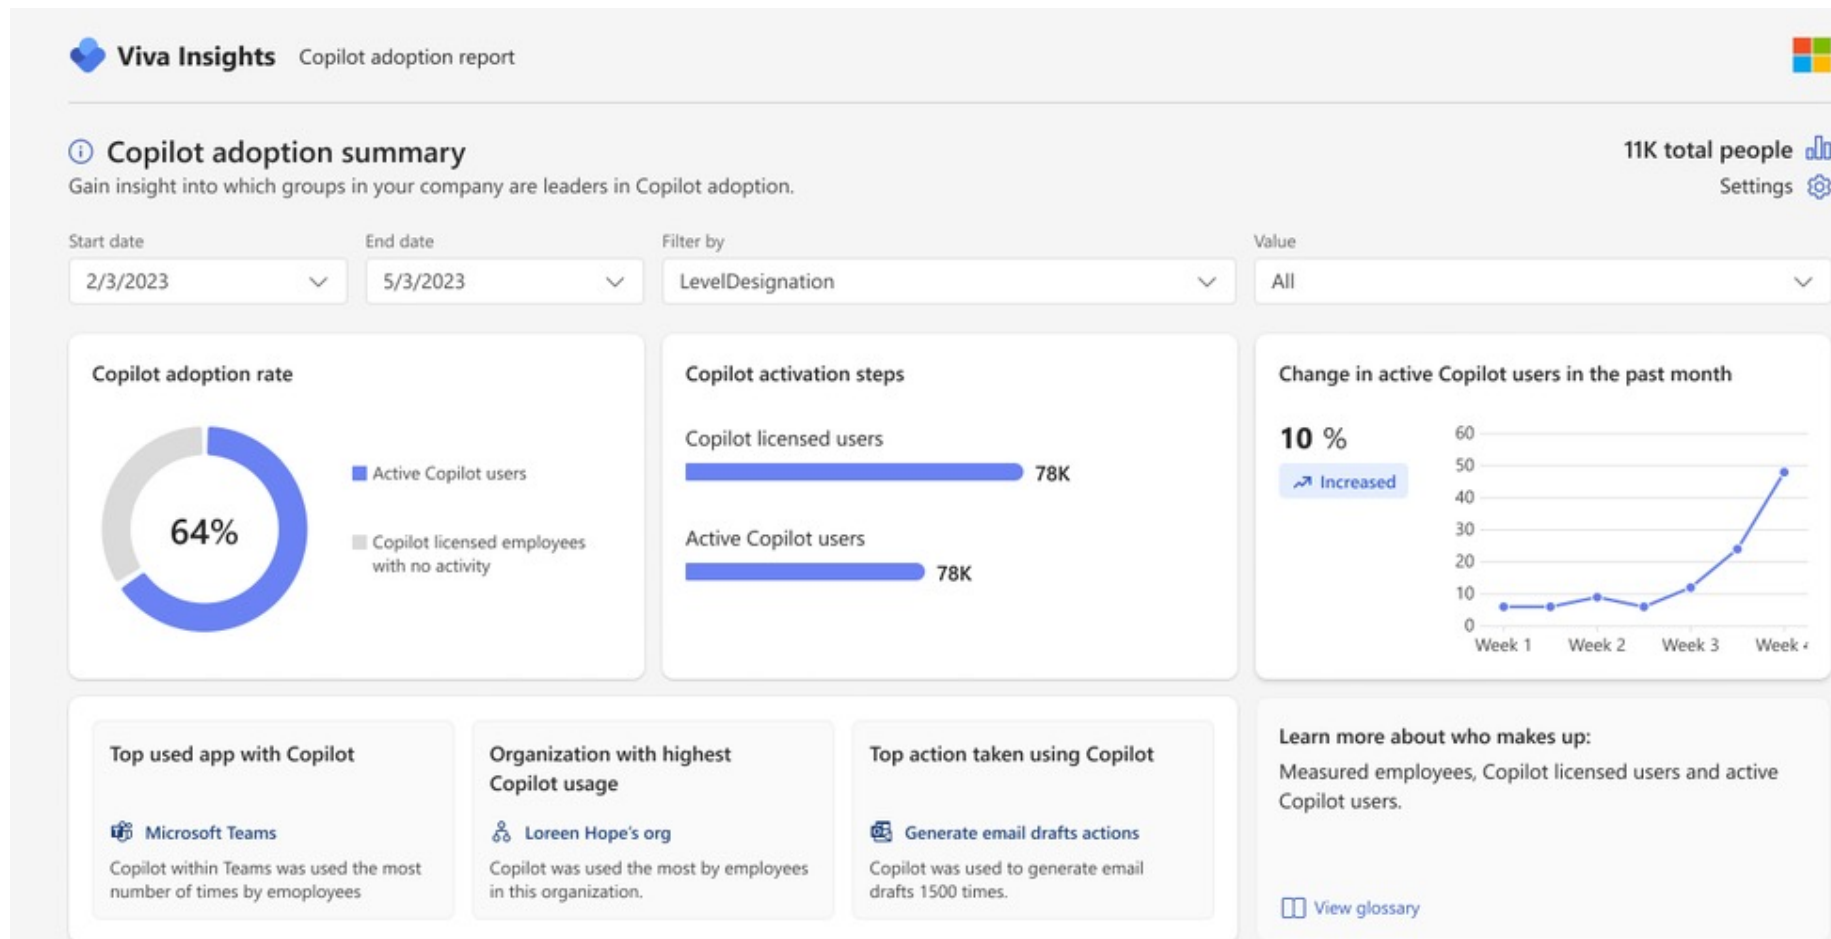 Viva Insights Copilot adoption report
Copilot adoption summary
Gain insight into which groups in your company are leaders in Copilot adoption.
11K total people
Settings
Start date
2/3/2023
End date
5/3/2023
Filter by
LevelDesignation
Value
All
Copilot adoption rate
64%
Active Copilot users
Copilot licensed employees
with no activity
Copilot activation steps
Copilot licensed users
78K
Active Copilot users
78K
Change in active Copilot users in the past month
10 %
Increased
60
50
40
30
20
10
0
Week 1 Week 2 Week 3 Week
Top used app with Copilot
Microsoft Teams
Copilot within Teams was used the most
number of times by emoployees
Organization with highest
Copilot usage
Loreen Hope's org
Copilot was used the most by employees
in this organization.
Top action taken using Copilot
Generate email drafts actions
Copilot was used to generate email
drafts 1500 times.
Learn more about who makes up:
Measured employees, Copilot licensed users and active
Copilot users.
View glossary